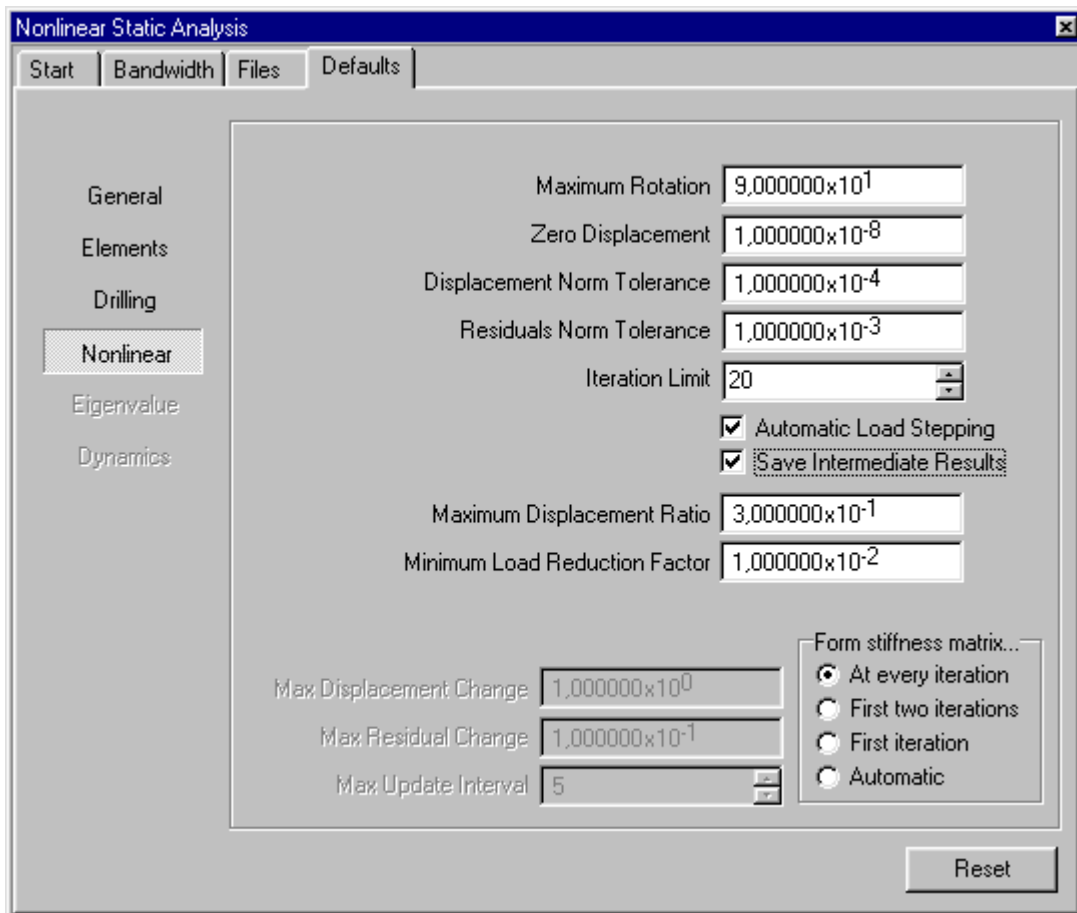 Nonlinear Static Analysis
Start Bandwidth Files Defaults
General
Elements
Drilling
Nonlinear
Eigenvalue
Dynamics
Maximum Rotation 9,000000x10¹
Zero Displacement 1,000000x10⁻⁸
Displacement Norm Tolerance 1,000000x10⁻⁴
Residuals Norm Tolerance 1,000000x10⁻³
Iteration Limit 20
Automatic Load Stepping
Save Intermediate Results
Maximum Displacement Ratio 3,000000x10⁻¹
Minimum Load Reduction Factor 1,000000x10⁻²
Max Displacement Change 1,000000x10⁰
Max Residual Change 1,000000x10⁻¹
Max Update Interval 5
Form stiffness matrix...
At every iteration
First two iterations
First iteration
Automatic
Reset